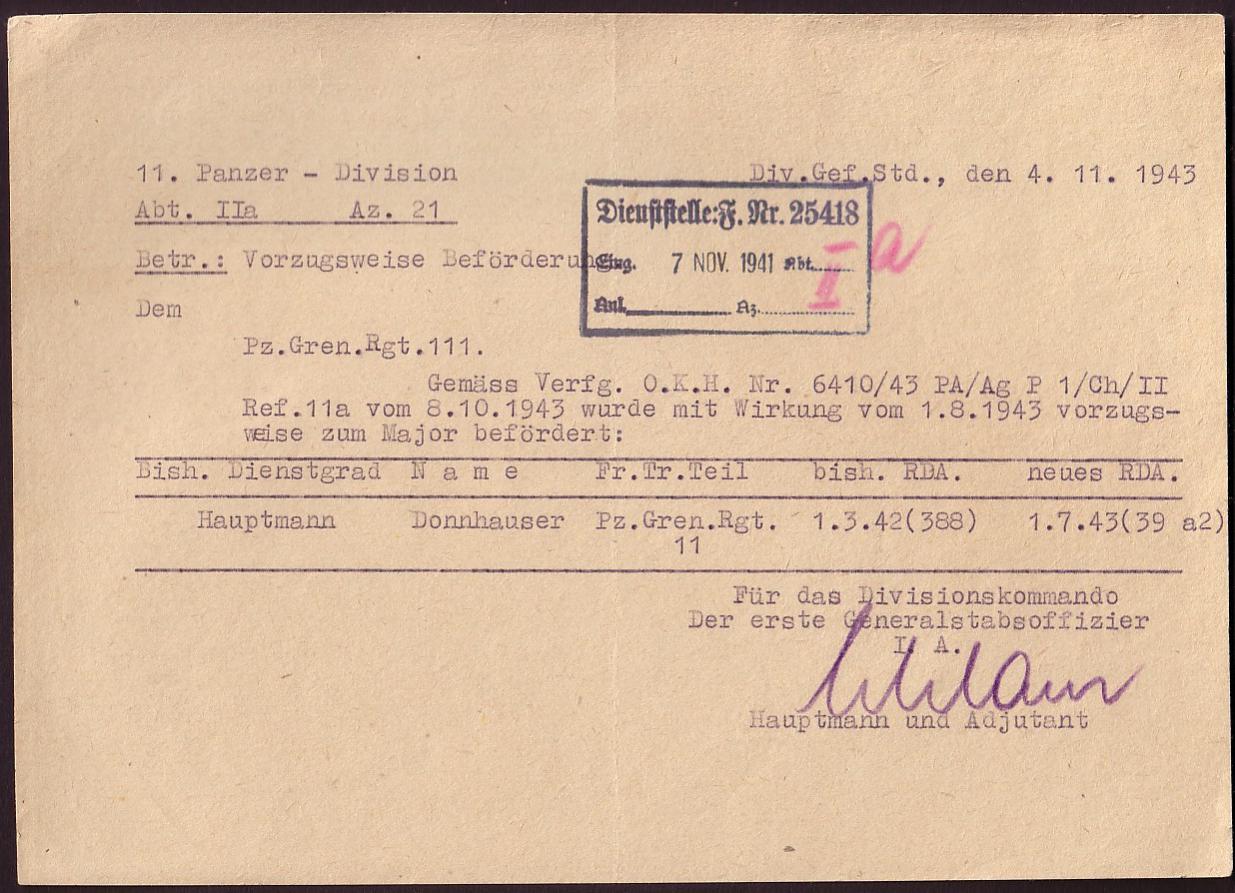 11. Panzer - Division
Div.Gef.Std., den 4. 11. 1943
Abt. IIa Az. 21
Dienststelle:F. Nr. 25418
Betr.: Vorzugsweise Beförderung
Eing. 7 NOV. 1941 Abt. II a
Anl. Az.
Dem
Pz.Gren.Rgt.111.
Gemäss Verfg. O.K.H. Nr. 6410/43 PA/Ag P 1/Ch/II
Ref.11a vom 8.10.1943 wurde mit Wirkung vom 1.8.1943 vorzugs-
weise zum Major befördert:
Bish. Dienstgrad N a m e Fr.Tr.Teil bish. RDA. neues RDA.
Hauptmann Donnhauser Pz.Gren.Rgt. 1.3.42(388) 1.7.43(39 a2)
11
Für das Divisionskommando
Der erste Generalstabsoffizier
I. A.
Hauptmann und Adjutant